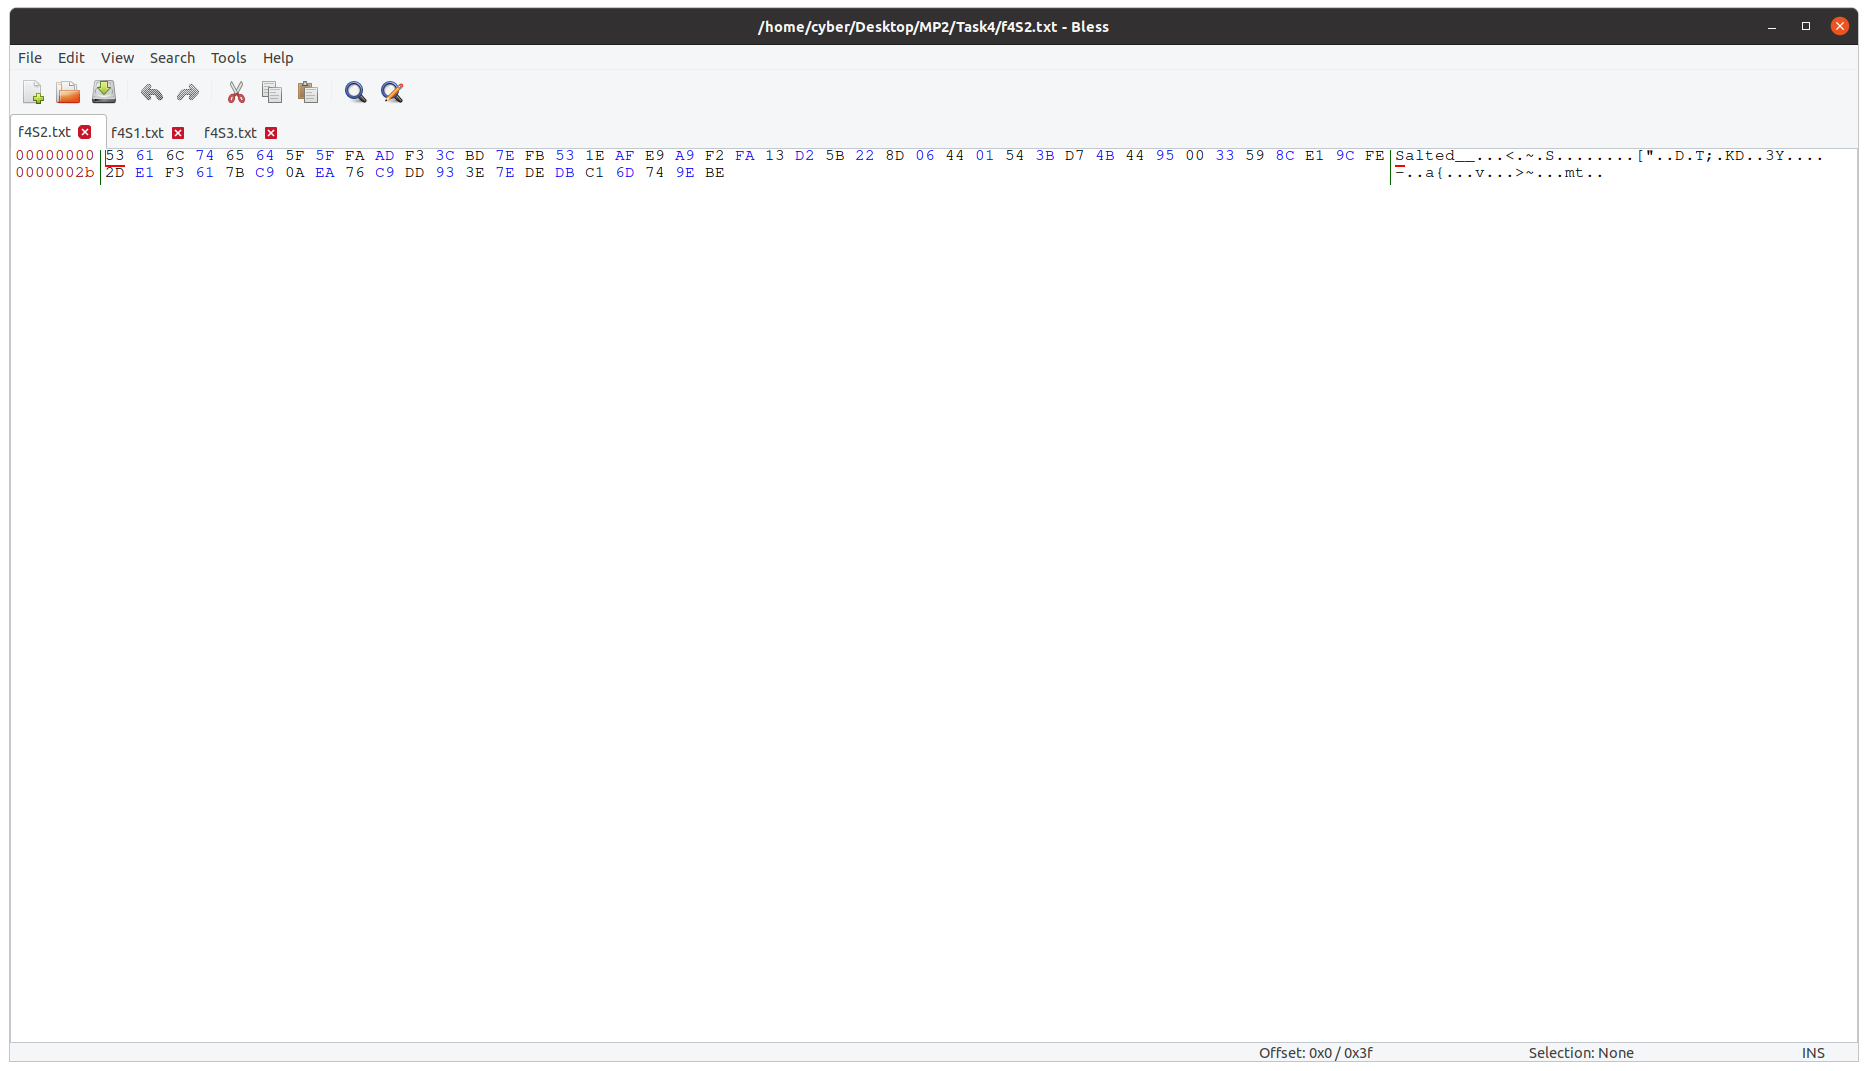 /home/cyber/Desktop/MP2/Task4/f4S2.txt - Bless
File Edit View Search Tools Help
f4S2.txt f4S1.txt f4S3.txt
00000000 53 61 6C 74 65 64 5F 5F FA AD F3 3C BD 7E FB 53 1E AF E9 A9 F2 FA 13 D2 5B 22 8D 06 44 01 54 3B D7 4B 44 95 00 33 59 8C E1 9C FE Salted__...<.~.S........["..D.T;.KD..3Y....
0000002b 2D E1 F3 61 7B C9 0A EA 76 C9 DD 93 3E 7E DE DB C1 6D 74 9E BE -..a{...v...>~...mt..
Offset: 0x0 / 0x3f Selection: None INS